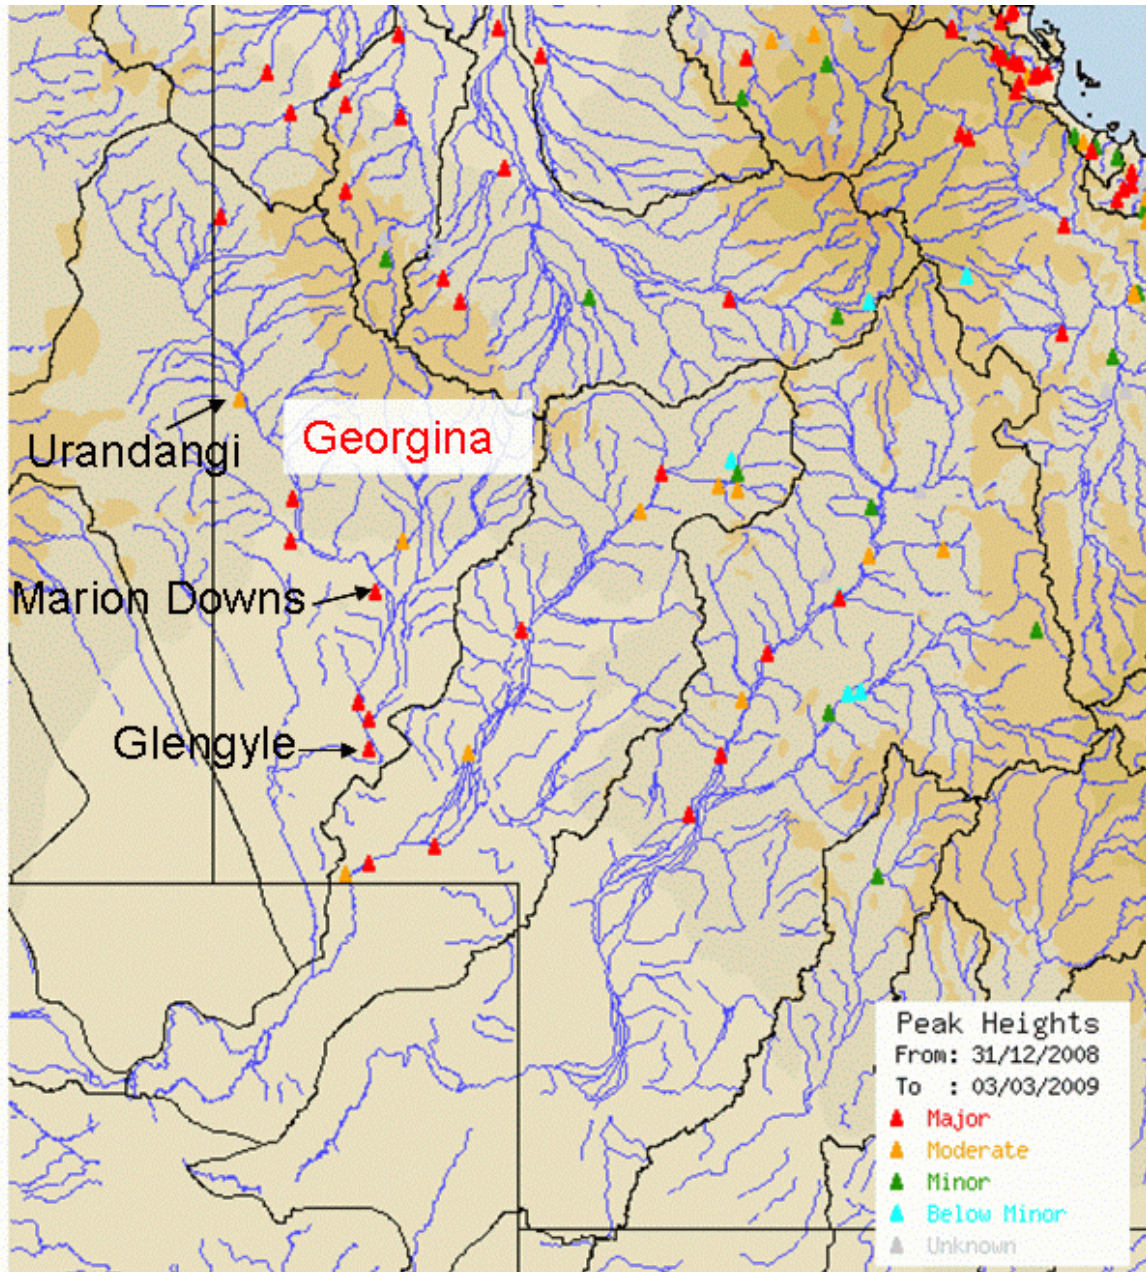 Georgina
Urandangi
Marion Downs
Glengyle
Peak Heights
From: 31/12/2008
To : 03/03/2009
Major
Moderate
Minor
Below Minor
Unknown